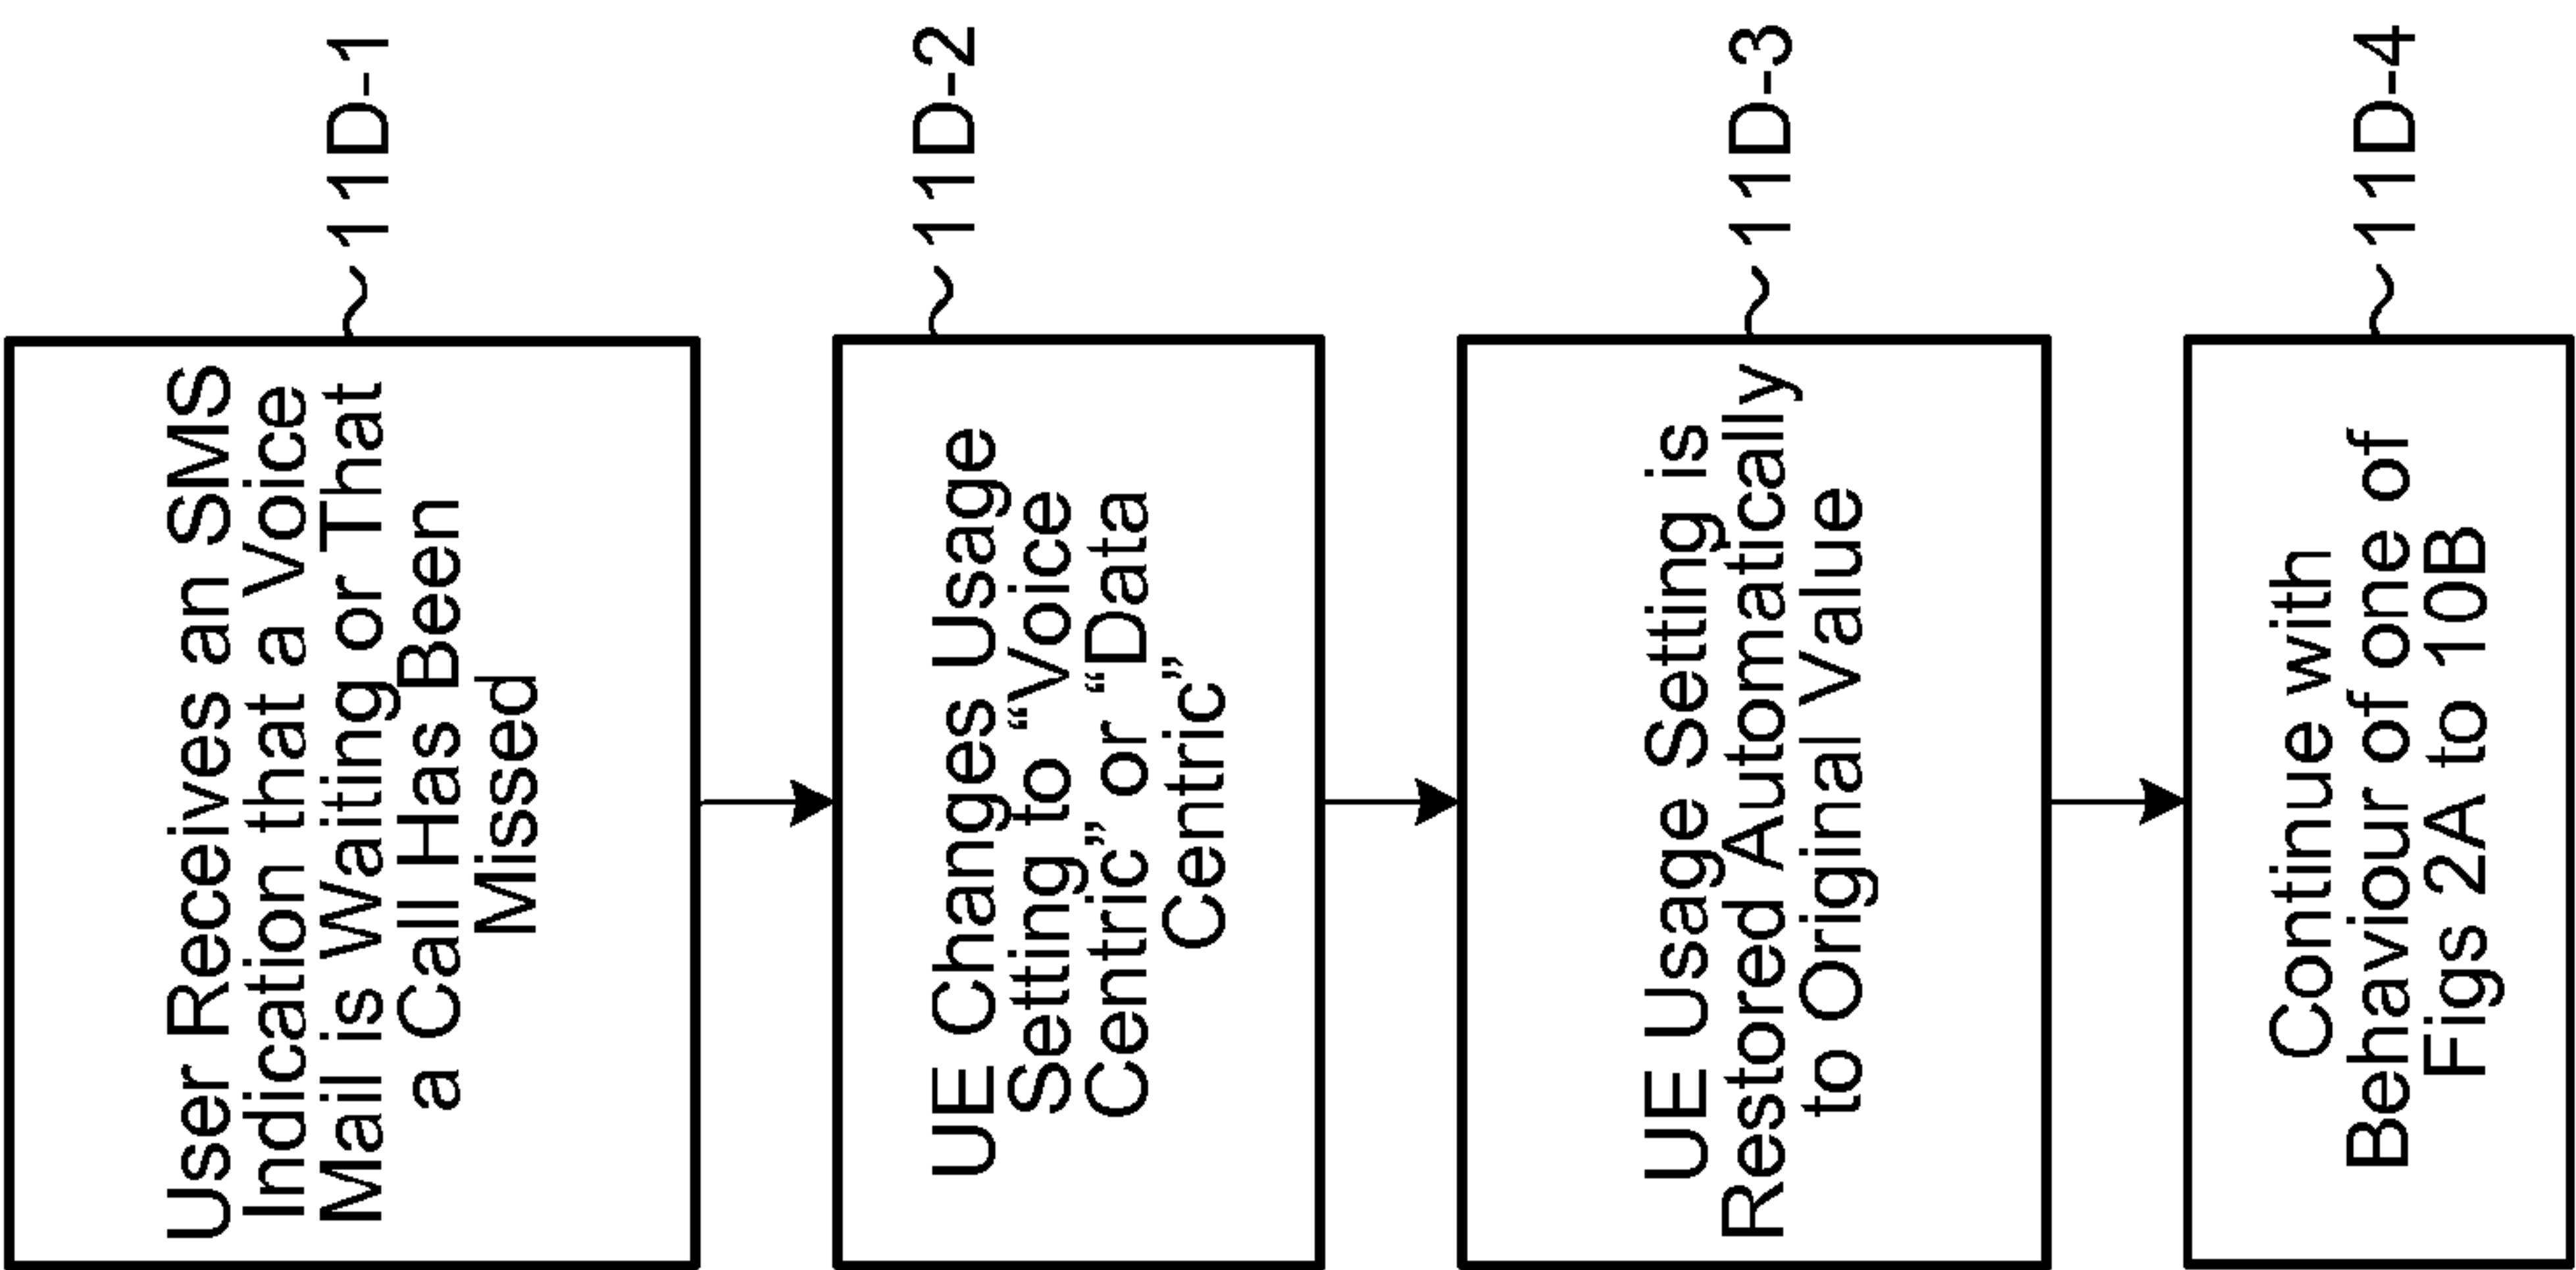 User Receives an SMS
Indication that a Voice
Mail is Waiting or That
a Call Has Been
Missed
11D-1
UE Changes Usage
Setting to “Voice
Centric” or “Data
Centric”
11D-2
UE Usage Setting is
Restored Automatically
to Original Value
11D-3
Continue with
Behaviour of one of
Figs 2A to 10B
11D-4